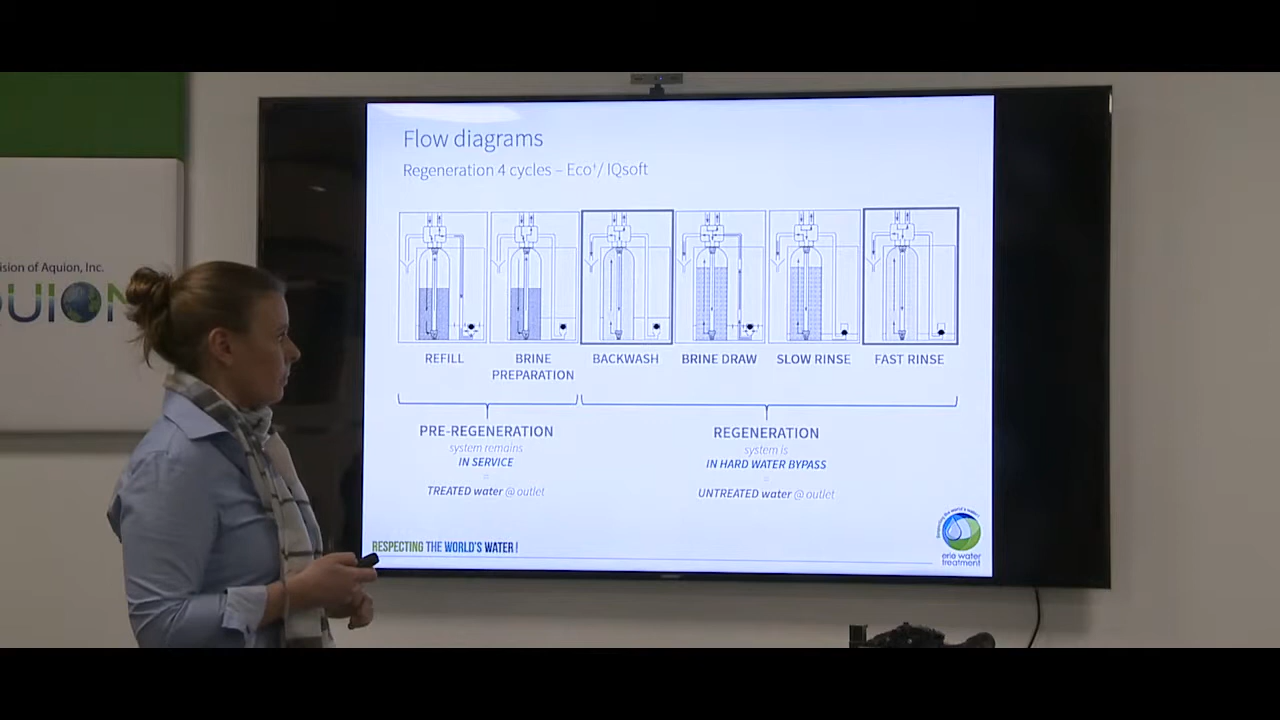 Flow diagrams
Regeneration 4 cycles – Eco⁺/ IQsoft
ision of Aquion, Inc.
QUION
REFILL
BRINE
PREPARATION
BACKWASH
BRINE DRAW
SLOW RINSE
FAST RINSE
PRE-REGENERATION
system remains
IN SERVICE
=
TREATED water @ outlet
REGENERATION
system is
IN HARD WATER BYPASS
=
UNTREATED water @ outlet
RESPECTING THE WORLD'S WATER !
erie water
treatment